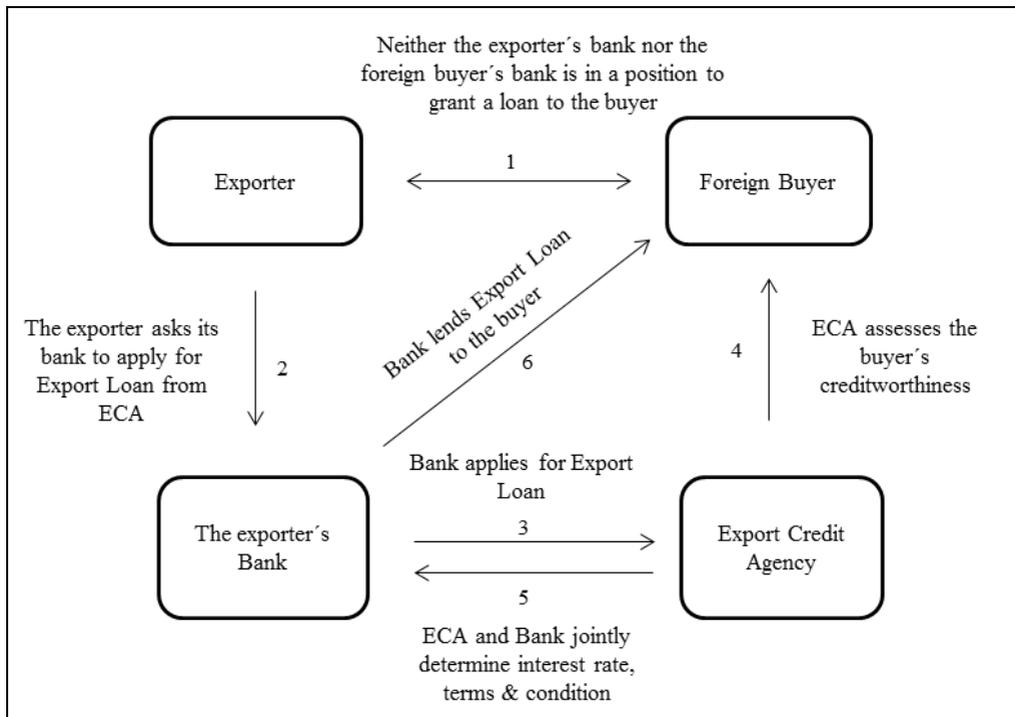 Neither the exporter´s bank nor the
foreign buyer´s bank is in a position to
grant a loan to the buyer
Exporter
1
Foreign Buyer
The exporter asks its
bank to apply for
Export Loan from
ECA
2
Bank lends Export Loan
to the buyer
6
4
ECA assesses the
buyer´s
creditworthiness
The exporter´s
Bank
Bank applies for Export
Loan
3
5
ECA and Bank jointly
determine interest rate,
terms & condition
Export Credit
Agency